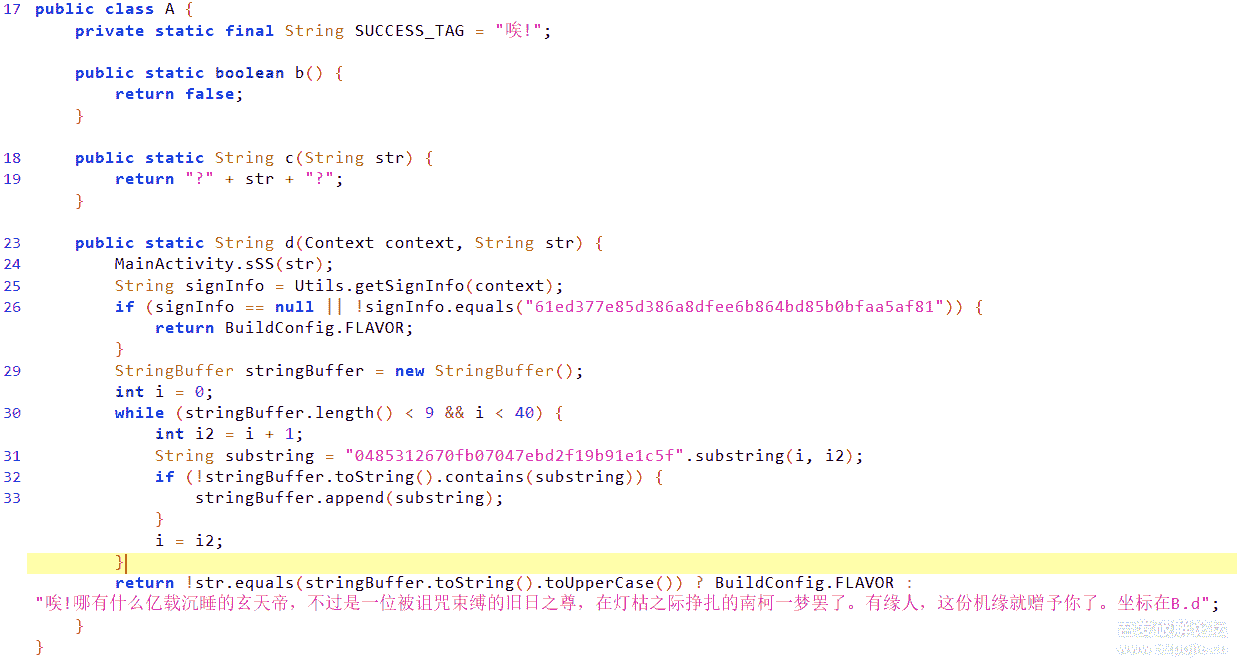 17 public class A {
private static final String SUCCESS_TAG = "唉!";
public static boolean b() {
return false;
}
18 public static String c(String str) {
19 return "?" + str + "?";
}
23 public static String d(Context context, String str) {
24 MainActivity.sSS(str);
25 String signInfo = Utils.getSignInfo(context);
26 if (signInfo == null || !signInfo.equals("61ed377e85d386a8dfee6b864bd85b0bfaa5af81")) {
return BuildConfig.FLAVOR;
}
29 StringBuffer stringBuffer = new StringBuffer();
int i = 0;
30 while (stringBuffer.length() < 9 && i < 40) {
int i2 = i + 1;
31 String substring = "0485312670fb07047ebd2f19b91e1c5f".substring(i, i2);
32 if (!stringBuffer.toString().contains(substring)) {
33 stringBuffer.append(substring);
}
i = i2;
}
return !str.equals(stringBuffer.toString().toUpperCase()) ? BuildConfig.FLAVOR :
"唉!哪有什么亿载沉睡的玄天帝，不过是一位被诅咒束缚的旧日之尊，在灯枯之际挣扎的南柯一梦罢了。有缘人，这份机缘就赠予你了。坐标在B.d";
}
}